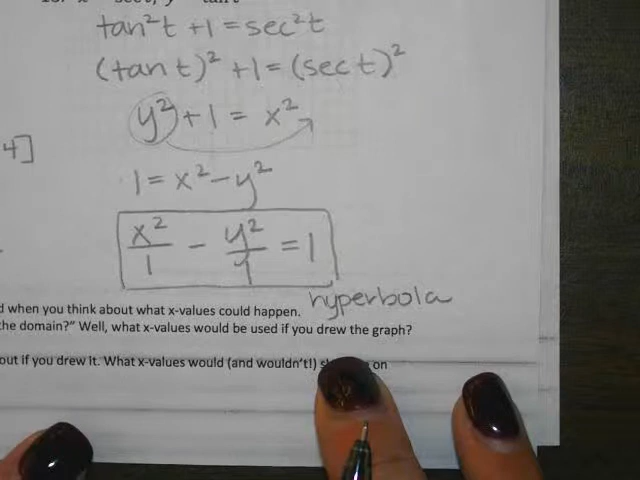 tan²t + 1 = sec²t
(tan t)² + 1 = (sec t)²
y² + 1 = x²
4]
1 = x² - y²
x²/1 - y²/1 = 1
hyperbola
d when you think about what x-values could happen.
the domain?" Well, what x-values would be used if you drew the graph?
out if you drew it. What x-values would (and wouldn't!) on